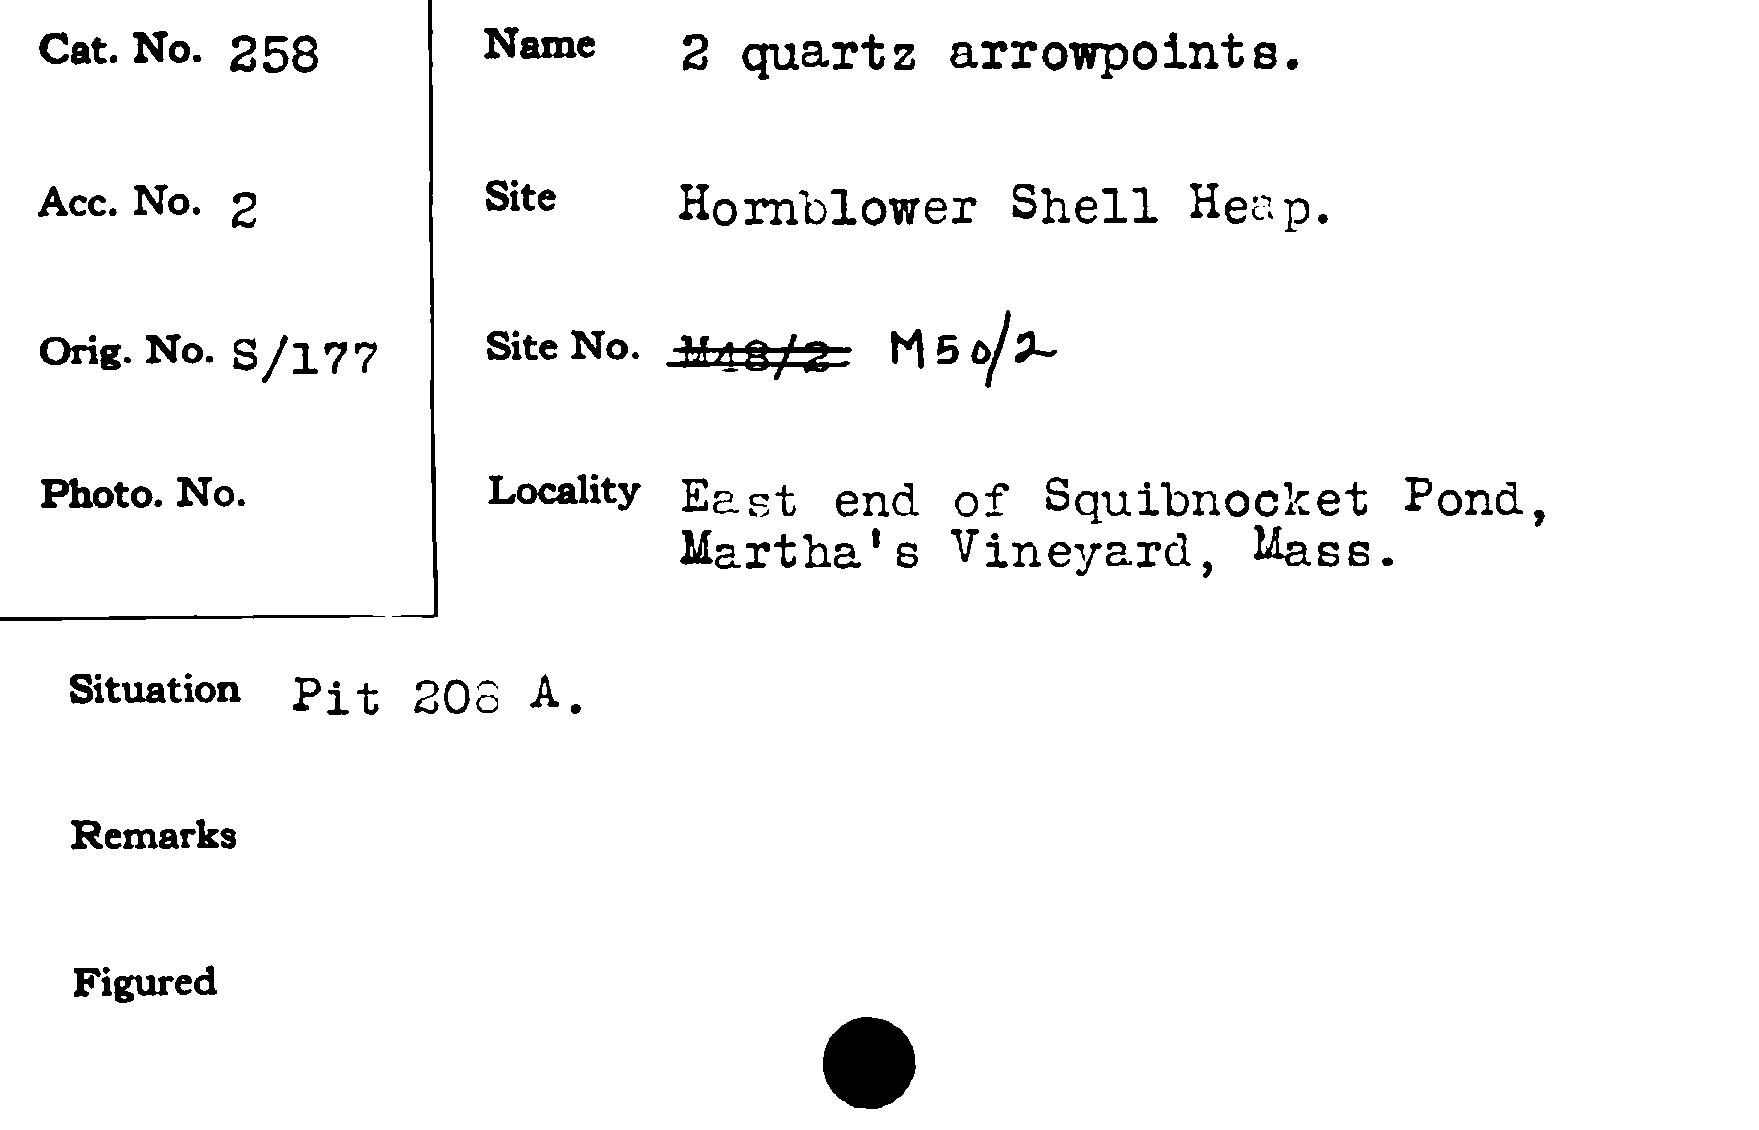 Cat. No. 258
Acc. No. 2
Orig. No. S/177
Photo. No.
Name 2 quartz arrowpoints.
Site Hornblower Shell Heap.
Site No. M48/2 M50/2
Locality East end of Squibnocket Pond,
Martha's Vineyard, Mass.
Situation Pit 208 A.
Remarks
Figured